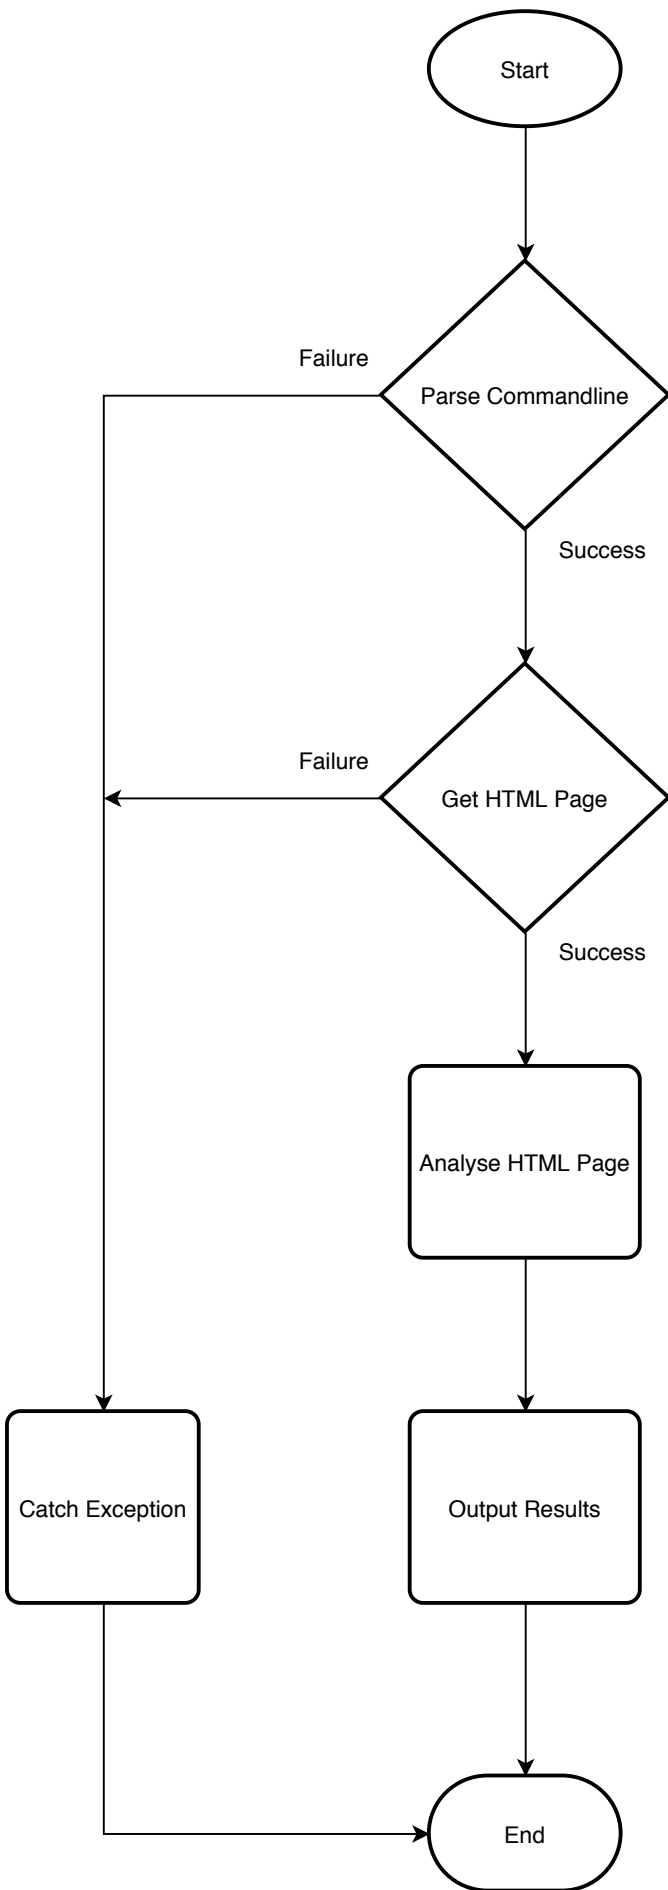 Start
Failure
Parse Commandline
Success
Failure
Get HTML Page
Success
Analyse HTML Page
Catch Exception
Output Results
End